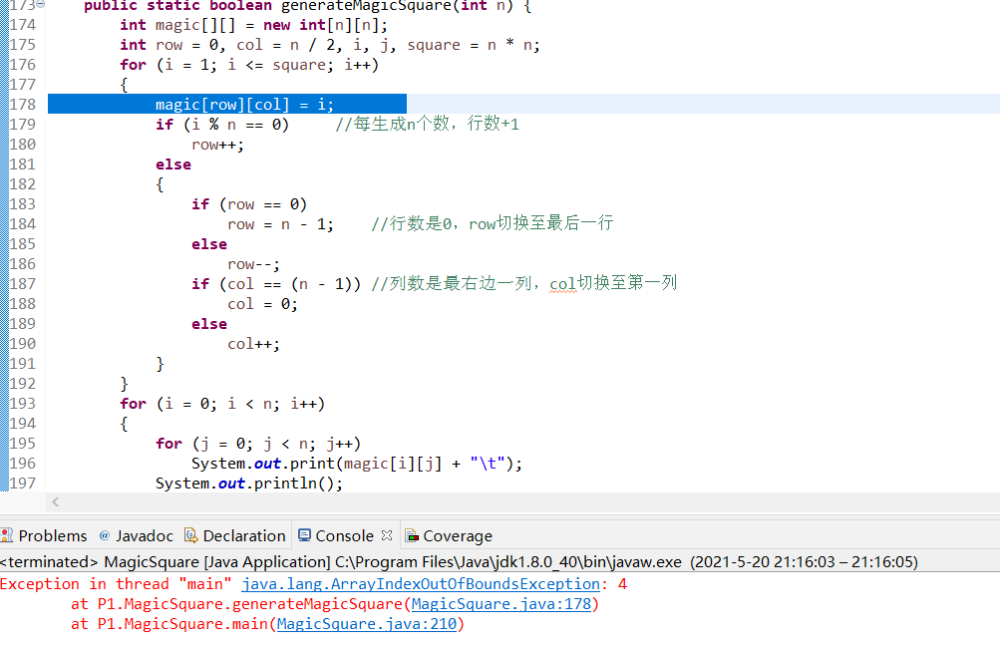 173 public static boolean generateMagicSquare(int n) {
174 int magic[][] = new int[n][n];
175 int row = 0, col = n / 2, i, j, square = n * n;
176 for (i = 1; i <= square; i++)
177 {
178 magic[row][col] = i;
179 if (i % n == 0) //每生成n个数，行数+1
180 row++;
181 else
182 {
183 if (row == 0)
184 row = n - 1; //行数是0，row切换至最后一行
185 else
186 row--;
187 if (col == (n - 1)) //列数是最右边一列，col切换至第一列
188 col = 0;
189 else
190 col++;
191 }
192 }
193 for (i = 0; i < n; i++)
194 {
195 for (j = 0; j < n; j++)
196 System.out.print(magic[i][j] + "\t");
197 System.out.println();
Problems @ Javadoc Declaration Console Coverage
<terminated> MagicSquare [Java Application] C:\Program Files\Java\jdk1.8.0_40\bin\javaw.exe (2021-5-20 21:16:03 – 21:16:05)
Exception in thread "main" java.lang.ArrayIndexOutOfBoundsException: 4
at P1.MagicSquare.generateMagicSquare(MagicSquare.java:178)
at P1.MagicSquare.main(MagicSquare.java:210)